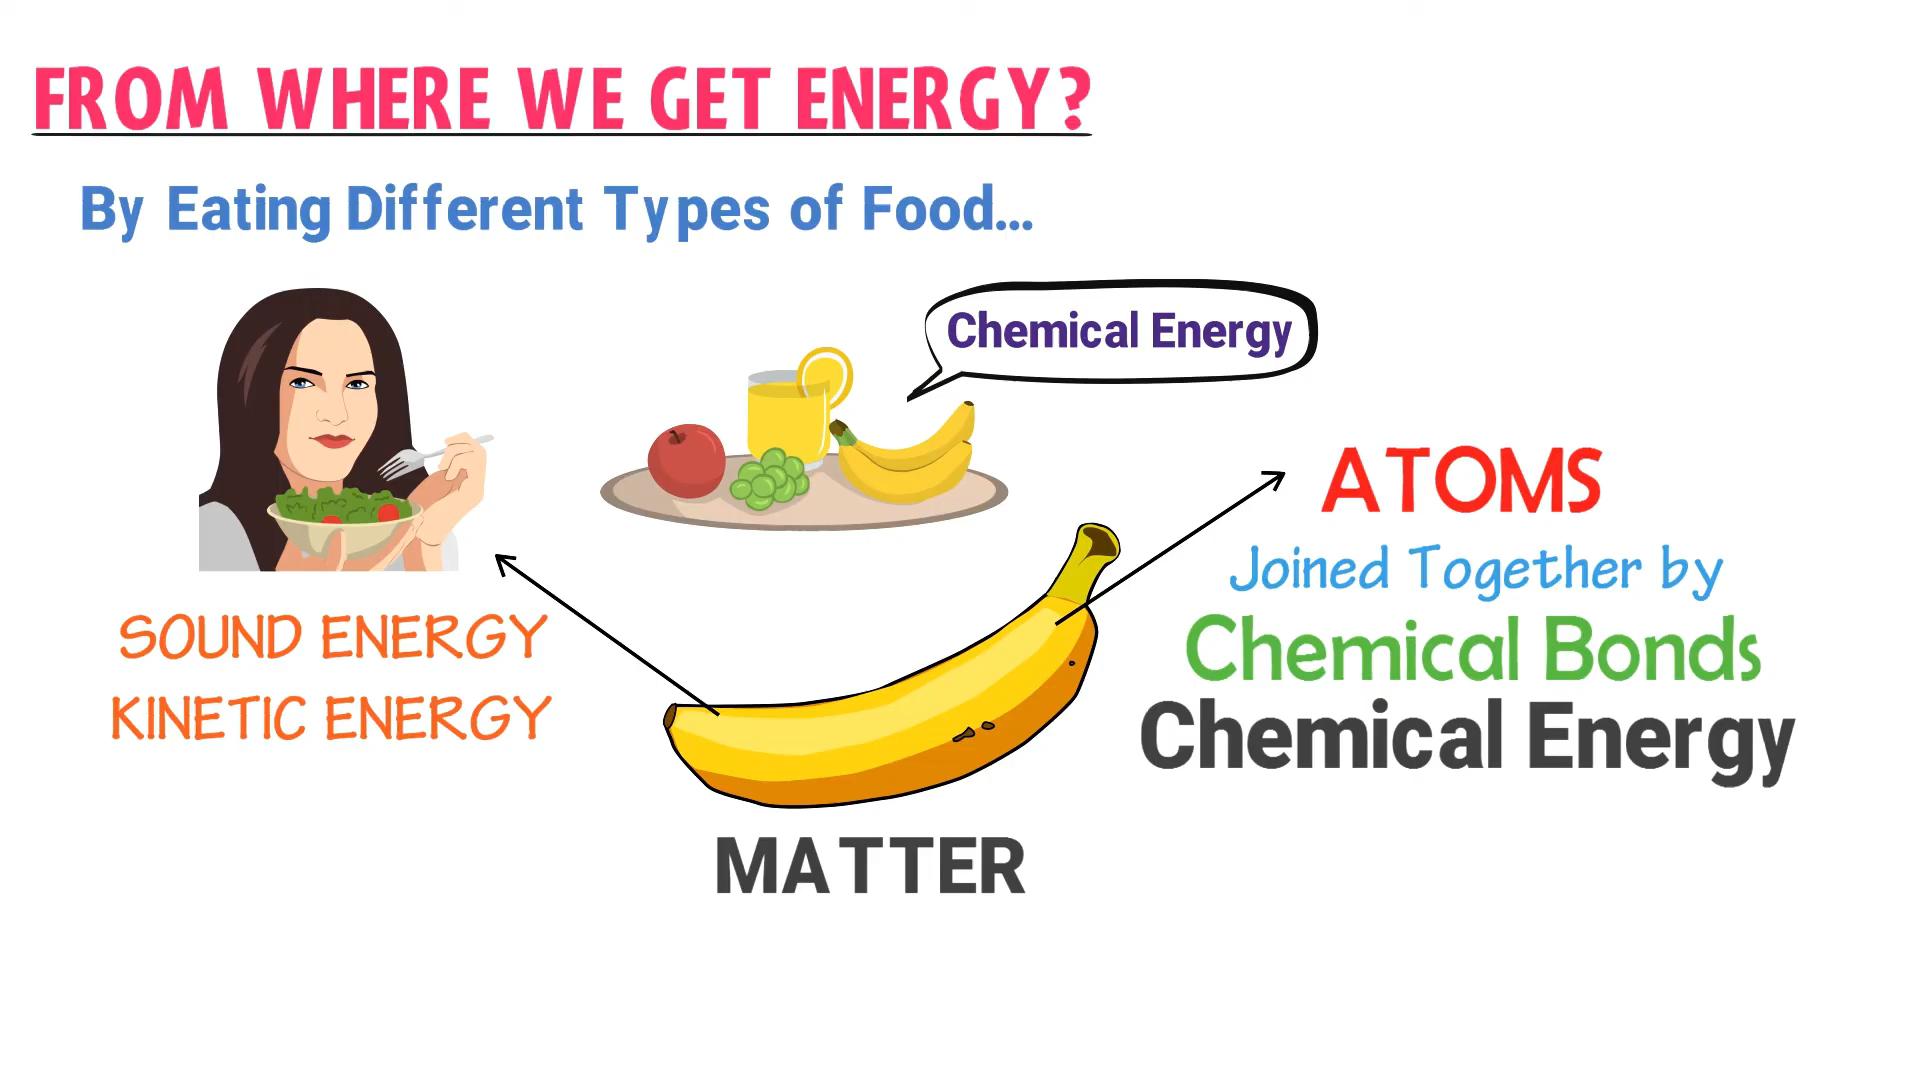 FROM WHERE WE GET ENERGY?
By Eating Different Types of Food...
Chemical Energy
ATOMS
Joined Together by
Chemical Bonds
Chemical Energy
SOUND ENERGY
KINETIC ENERGY
MATTER